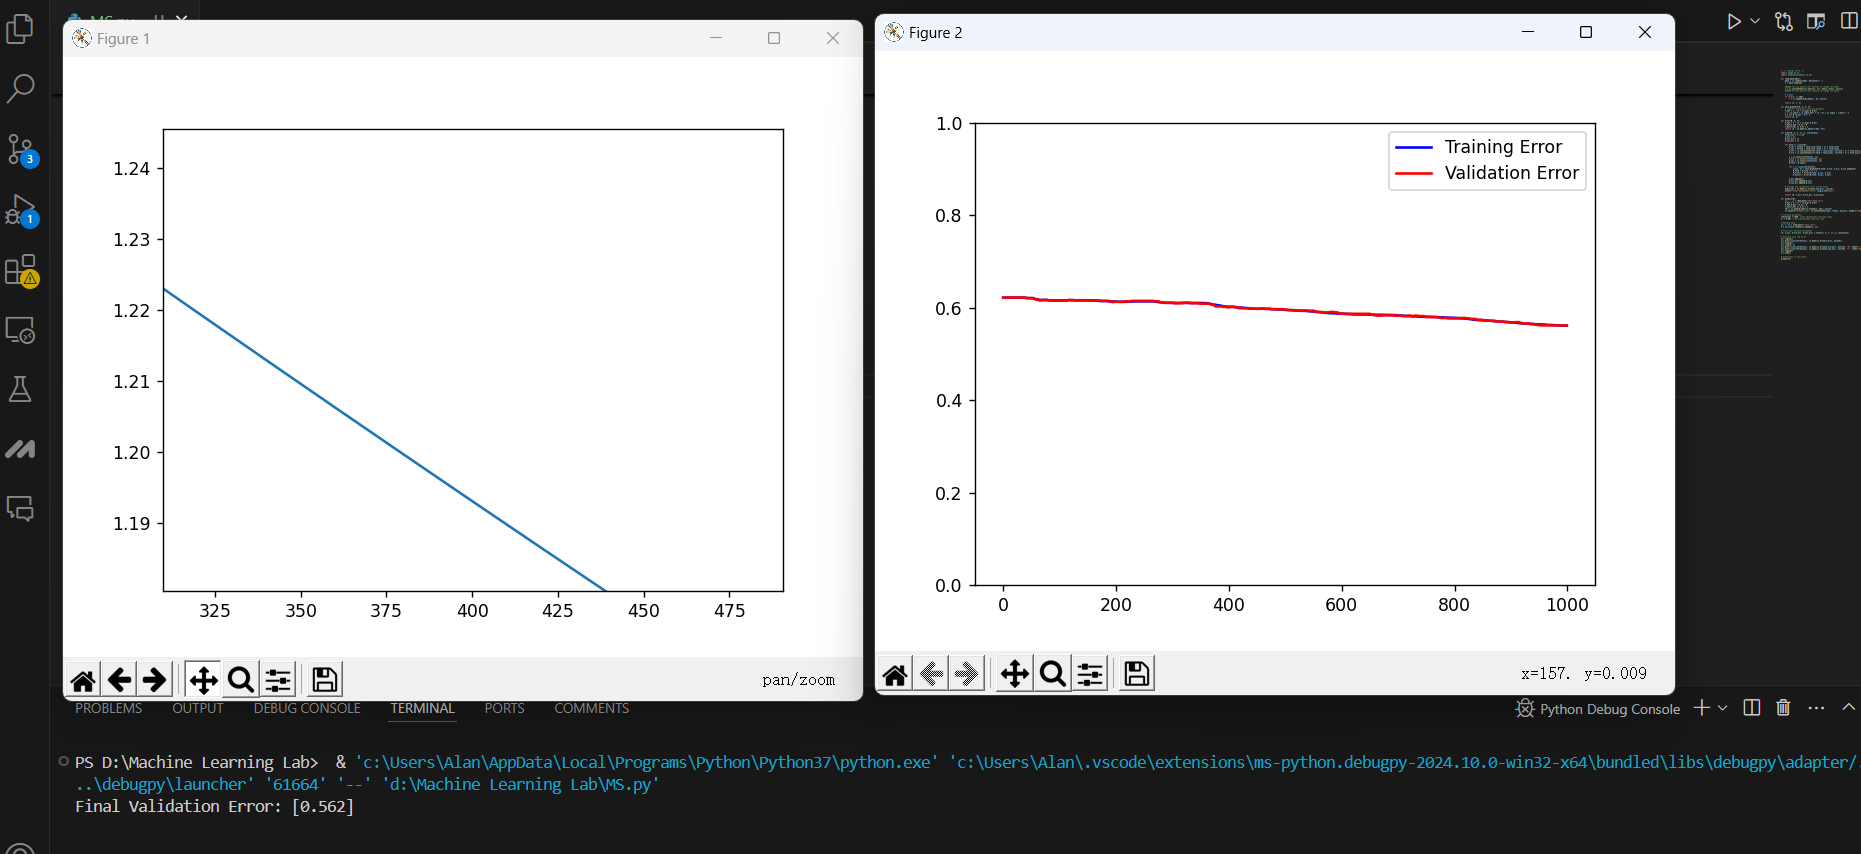 Figure 1
1.24
1.23
1.22
1.21
1.20
1.19
325 350 375 400 425 450 475
pan/zoom
Figure 2
Training Error
Validation Error
1.0
0.8
0.6
0.4
0.2
0.0
0 200 400 600 800 1000
x=157. y=0.009
3
1
PROBLEMS OUTPUT DEBUG CONSOLE TERMINAL PORTS COMMENTS
Python Debug Console
PS D:\Machine Learning Lab> & 'c:\Users\Alan\AppData\Local\Programs\Python\Python37\python.exe' 'c:\Users\Alan\.vscode\extensions\ms-python.debugpy-2024.10.0-win32-x64\bundled\libs\debugpy\adapter/.
..\debugpy\launcher' '61664' '--' 'd:\Machine Learning Lab\MS.py'
Final Validation Error: [0.562]